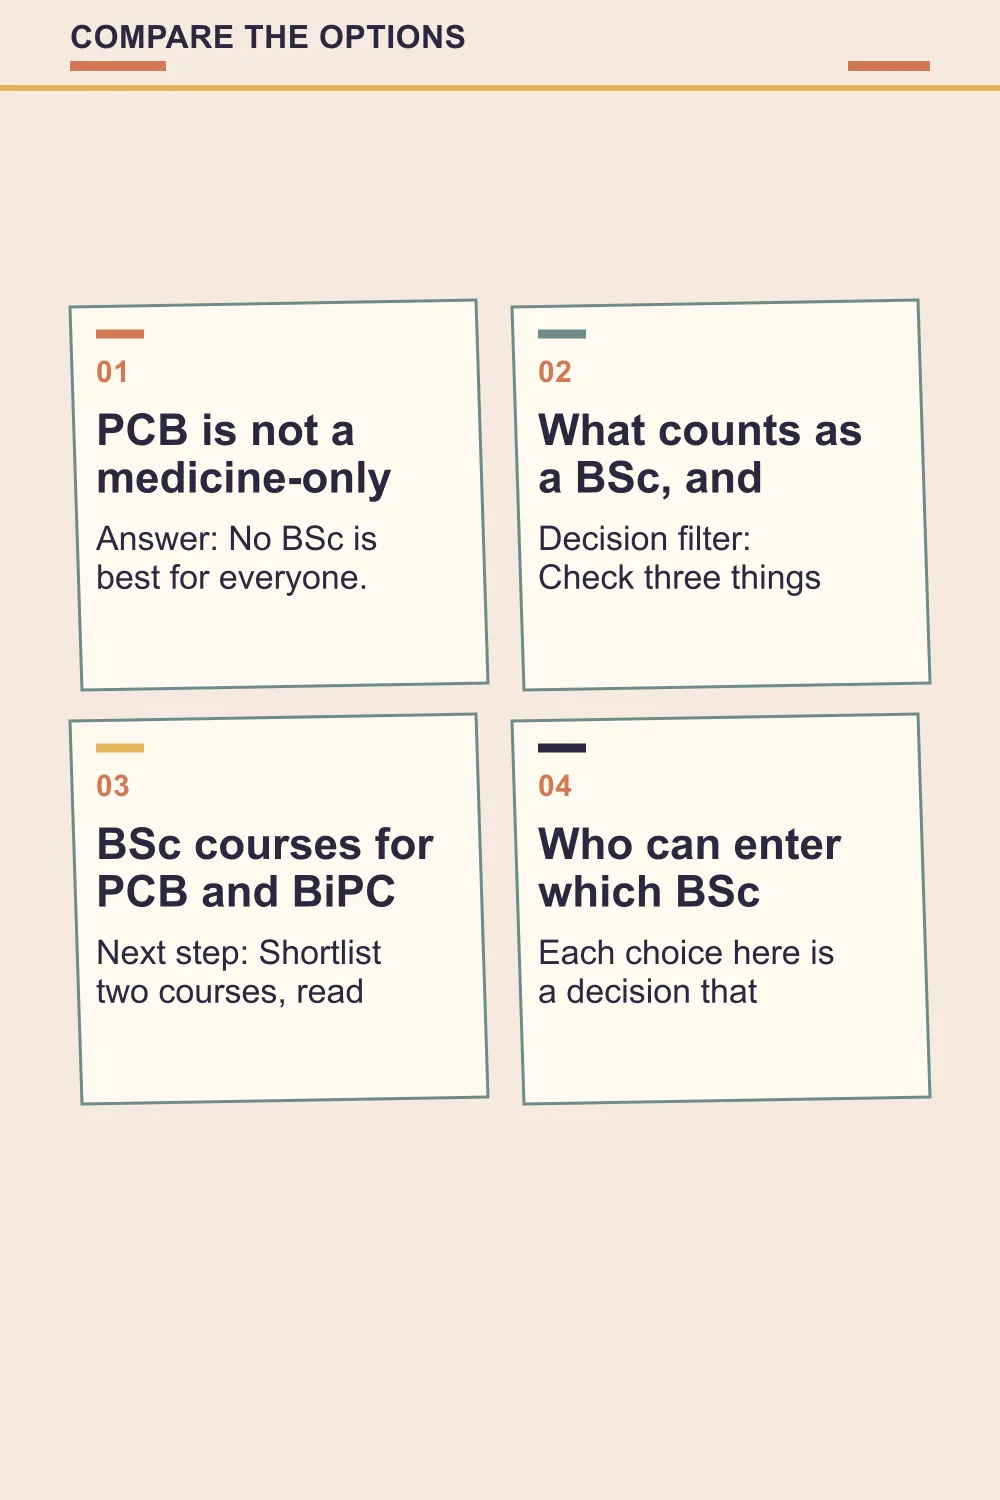 COMPARE THE OPTIONS
01
PCB is not a
medicine-only
Answer: No BSc is
best for everyone.
02
What counts as
a BSc, and
Decision filter:
Check three things
03
BSc courses for
PCB and BiPC
Next step: Shortlist
two courses, read
04
Who can enter
which BSc
Each choice here is
a decision that